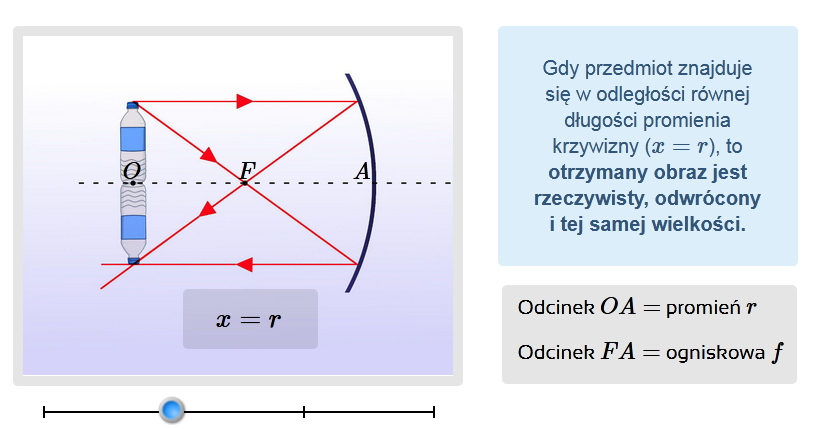 O F A
x = r
Gdy przedmiot znajduje
się w odległości równej
długości promienia
krzywizny (x = r), to
otrzymany obraz jest
rzeczywisty, odwrócony
i tej samej wielkości.
Odcinek OA = promień r
Odcinek FA = ogniskowa f